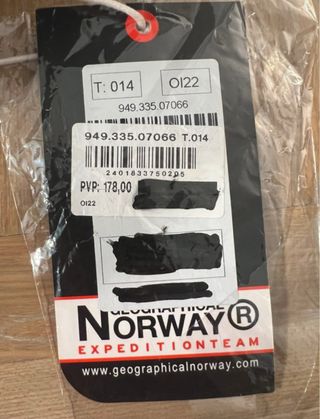 T: 014 OI22
949.335.07066
949.335.07066 T.014
2401833750205
PVP: 178,00
OI22
GEOGRAPHICAL
NORWAY®
EXPEDITIONTEAM
www.geographicalnorway.com